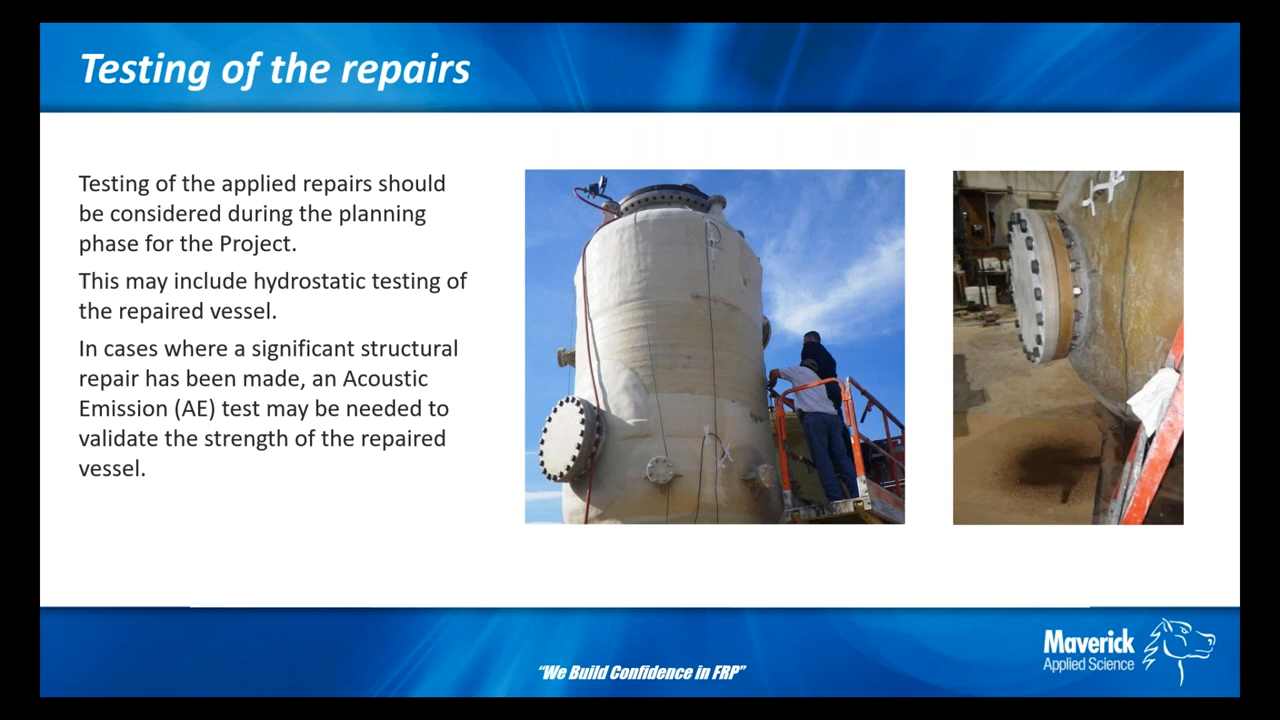 Testing of the repairs
Testing of the applied repairs should
be considered during the planning
phase for the Project.
This may include hydrostatic testing of
the repaired vessel.
In cases where a significant structural
repair has been made, an Acoustic
Emission (AE) test may be needed to
validate the strength of the repaired
vessel.
“We Build Confidence in FRP”
Maverick
Applied Science